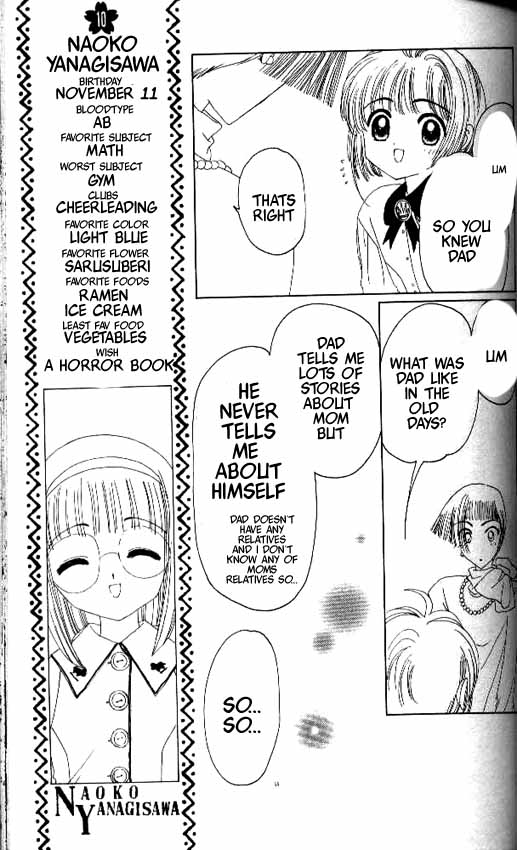 UM
SO YOU
KNEW
DAD
THATS
RIGHT
UM
WHAT WAS
DAD LIKE
IN THE
OLD
DAYS?
DAD
TELLS ME
LOTS OF
STORIES
ABOUT
MOM
BUT
HE
NEVER
TELLS
ME
ABOUT
HIMSELF
DAD DOESN'T
HAVE ANY
RELATIVES
AND I DON'T
KNOW ANY OF
MOMS
RELATIVES SO...
SO...
SO...
10
NAOKO
YANAGISAWA
BIRTHDAY
NOVEMBER 11
BLOODTYPE
AB
FAVORITE SUBJECT
MATH
WORST SUBJECT
GYM
CLUBS
CHEERLEADING
FAVORITE COLOR
LIGHT BLUE
FAVORITE FLOWER
SARUSUBERI
FAVORITE FOODS
RAMEN
ICE CREAM
LEAST FAV FOOD
VEGETABLES
WISH
A HORROR BOOK
NAOKO
YANAGISAWA